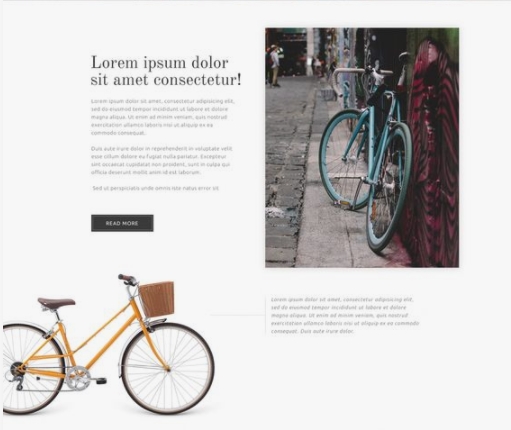 Lorem ipsum dolor
sit amet consectetur!
Lorem ipsum dolor sit amet, consectetur adipisicing elit,
sed do eiusmod tempor incididunt ut labore et dolore
magna aliqua. Ut enim ad minim veniam, quis nostrud
exercitation ullamco laboris nisi ut aliquip ex ea
commodo consequat.
Duis aute irure dolor in reprehenderit in voluptate velit
esse cillum dolore eu fugiat nulla pariatur. Excepteur
sint occaecat cupidatat non proident, sunt in culpa qui
officia deserunt mollit anim id est laborum.
Sed ut perspiciatis unde omnis iste natus error sit.
READ MORE
Lorem ipsum dolor sit amet, consectetur adipisicing elit,
sed do eiusmod tempor incididunt ut labore et dolore
magna aliqua. Ut enim ad minim veniam, quis nostrud
exercitation ullamco laboris nisi ut aliquip ex ea commodo
consequat. Duis aute irure dolor.